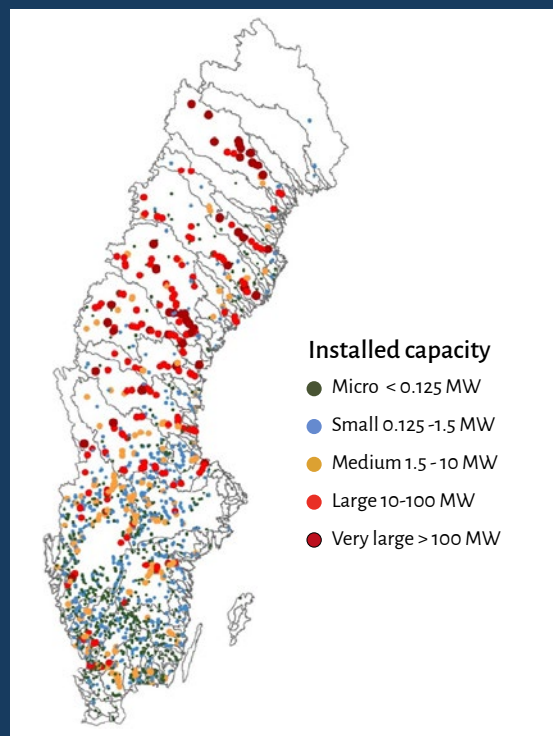 Installed capacity
Micro < 0.125 MW
Small 0.125 -1.5 MW
Medium 1.5 - 10 MW
Large 10-100 MW
Very large > 100 MW